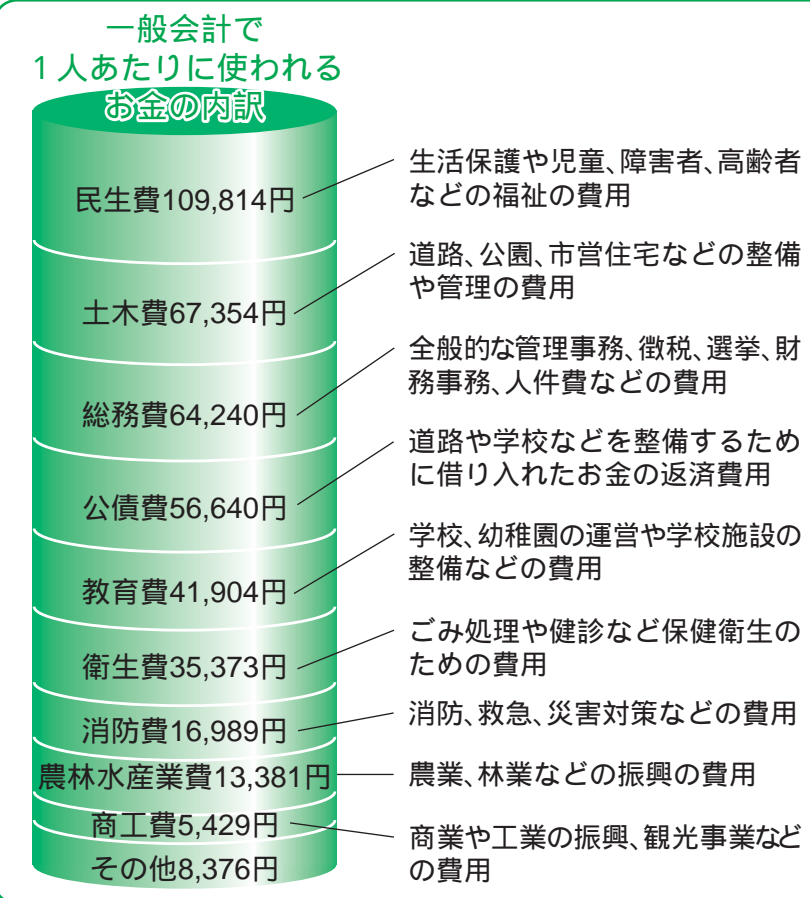 一般会計で
1人あたりに使われる
お金の内訳
民生費109,814円
生活保護や児童、障害者、高齢者
などの福祉の費用
土木費67,354円
道路、公園、市営住宅などの整備
や管理の費用
総務費64,240円
全般的な管理事務、徴税、選挙、財
務事務、人件費などの費用
公債費56,640円
道路や学校などを整備するため
に借り入れたお金の返済費用
教育費41,904円
学校、幼稚園の運営や学校施設の
整備などの費用
衛生費35,373円
ごみ処理や健診など保健衛生の
ための費用
消防費16,989円
消防、救急、災害対策などの費用
農林水産業費13,381円
農業、林業などの振興の費用
商工費5,429円
商業や工業の振興、観光事業など
の費用
その他8,376円